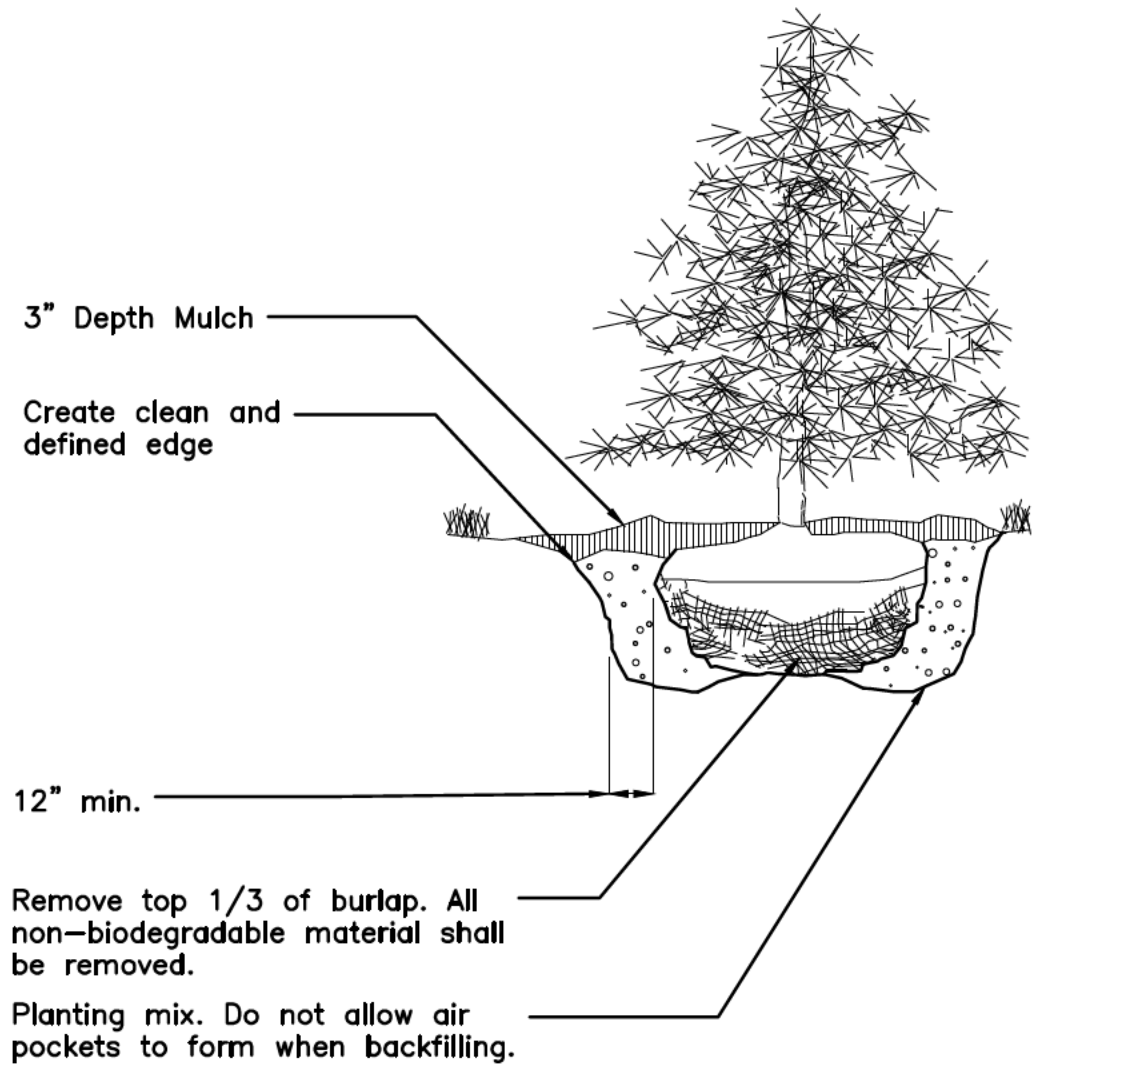 3” Depth Mulch
Create clean and
defined edge
12” min.
Remove top 1/3 of burlap. All
non-biodegradable material shall
be removed.
Planting mix. Do not allow air
pockets to form when backfilling.